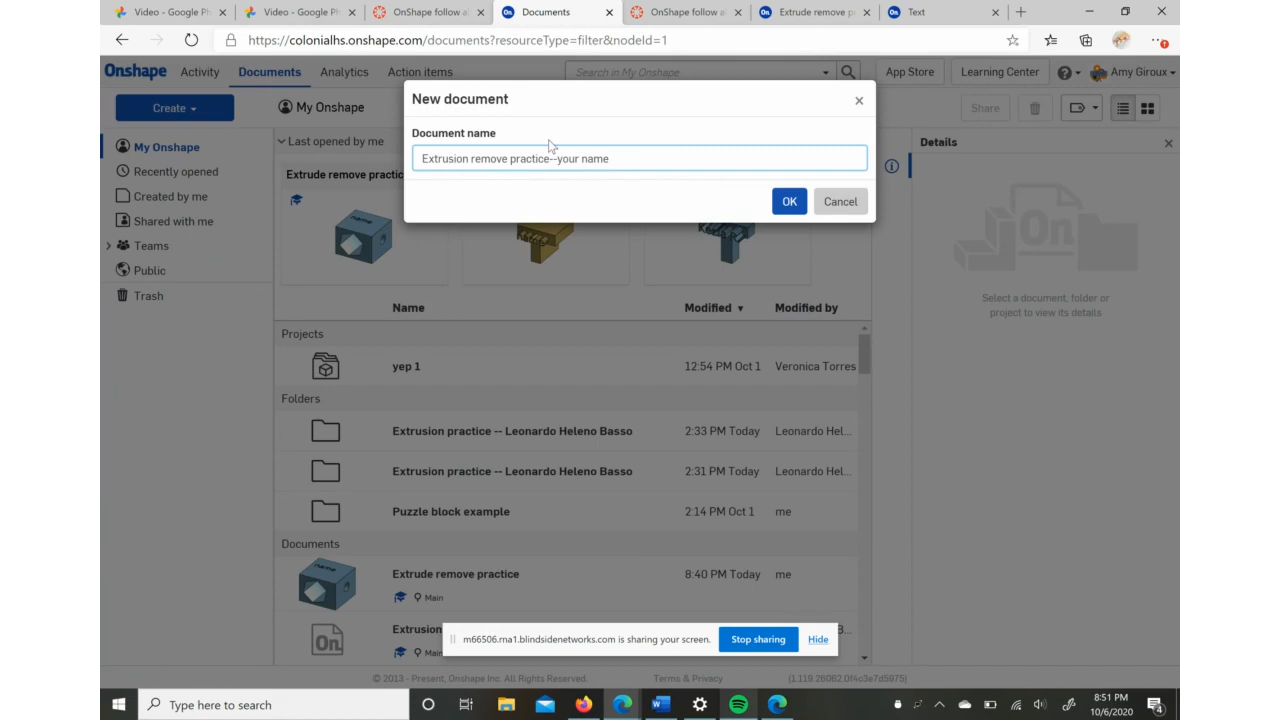 Video - Google Ph
Video - Google Ph
OnShape follow a
Documents
OnShape follow a
Extrude remove p
Text
https://colonialhs.onshape.com/documents?resourceType=filter&nodeId=1
Onshape Activity Documents Analytics Action items
Search in My Onshape
App Store Learning Center Amy Giroux
Create
My Onshape
Share
New document
Document name
Extrusion remove practice--your name
OK Cancel
My Onshape
Recently opened
Created by me
Shared with me
Teams
Public
Trash
Last opened by me
Extrude remove practic
name
Name Modified Modified by
Projects
yep 1 12:54 PM Oct 1 Veronica Torres
Folders
Extrusion practice -- Leonardo Heleno Basso 2:33 PM Today Leonardo Hel...
Extrusion practice -- Leonardo Heleno Basso 2:31 PM Today Leonardo Hel...
Puzzle block example 2:14 PM Oct 1 me
Documents
name
Extrude remove practice 8:40 PM Today me
Main
On
Extrusion
B...
Main
Details
On
Select a document, folder or
project to view its details
m66506.rna1.blindsidenetworks.com is sharing your screen. Stop sharing Hide
© 2013 - Present, Onshape Inc. All Rights Reserved. Terms & Privacy (1.119.26062.0f4c3e7d5975)
Type here to search
8:51 PM
10/6/2020
4